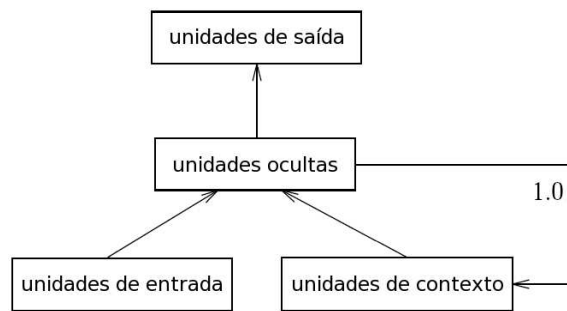 unidades de saída
unidades ocultas
1.0
unidades de entrada
unidades de contexto